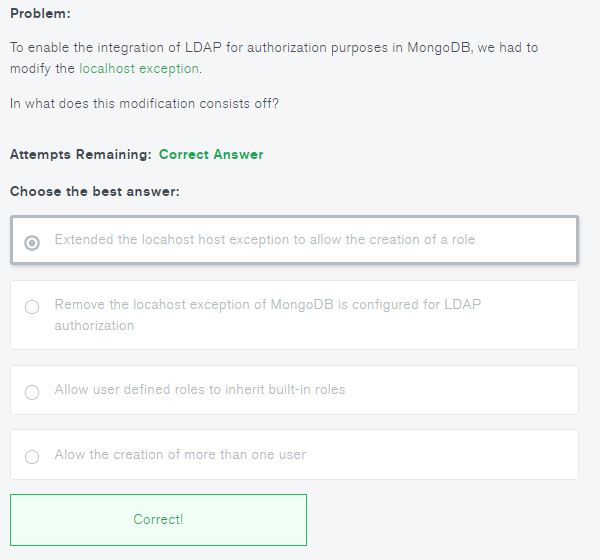 Problem:
To enable the integration of LDAP for authorization purposes in MongoDB, we had to
modify the localhost exception.
In what does this modification consists off?
Attempts Remaining: Correct Answer
Choose the best answer:
Extended the locahost host exception to allow the creation of a role
Remove the locahost exception of MongoDB is configured for LDAP
authorization
Allow user defined roles to inherit built-in roles
Alow the creation of more than one user
Correct!